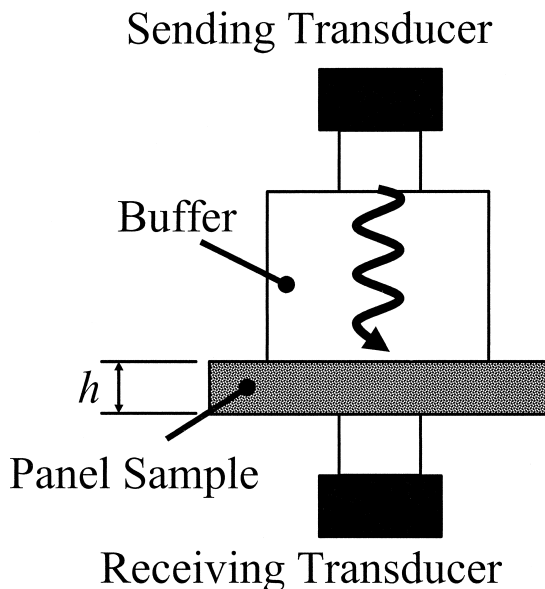 Sending Transducer
Buffer
h
Panel Sample
Receiving Transducer